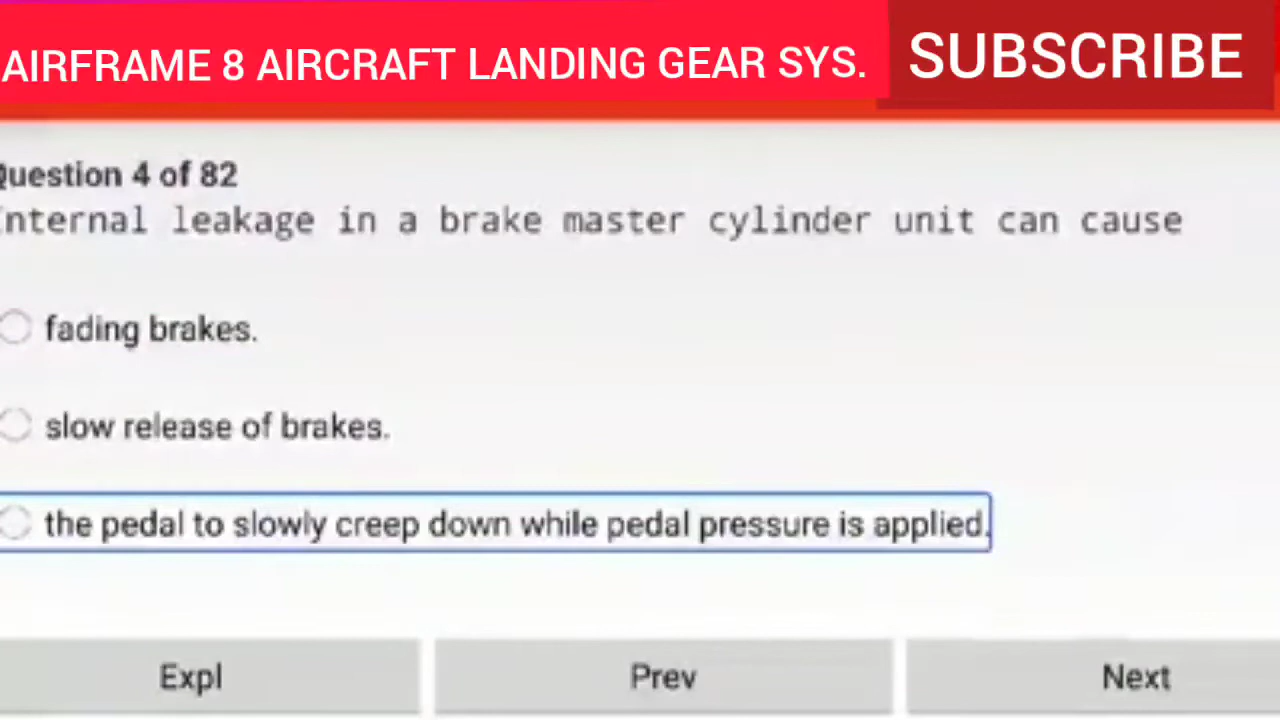 AIRFRAME 8 AIRCRAFT LANDING GEAR SYS. SUBSCRIBE
Question 4 of 82
Internal leakage in a brake master cylinder unit can cause
fading brakes.
slow release of brakes.
the pedal to slowly creep down while pedal pressure is applied.
Expl Prev Next